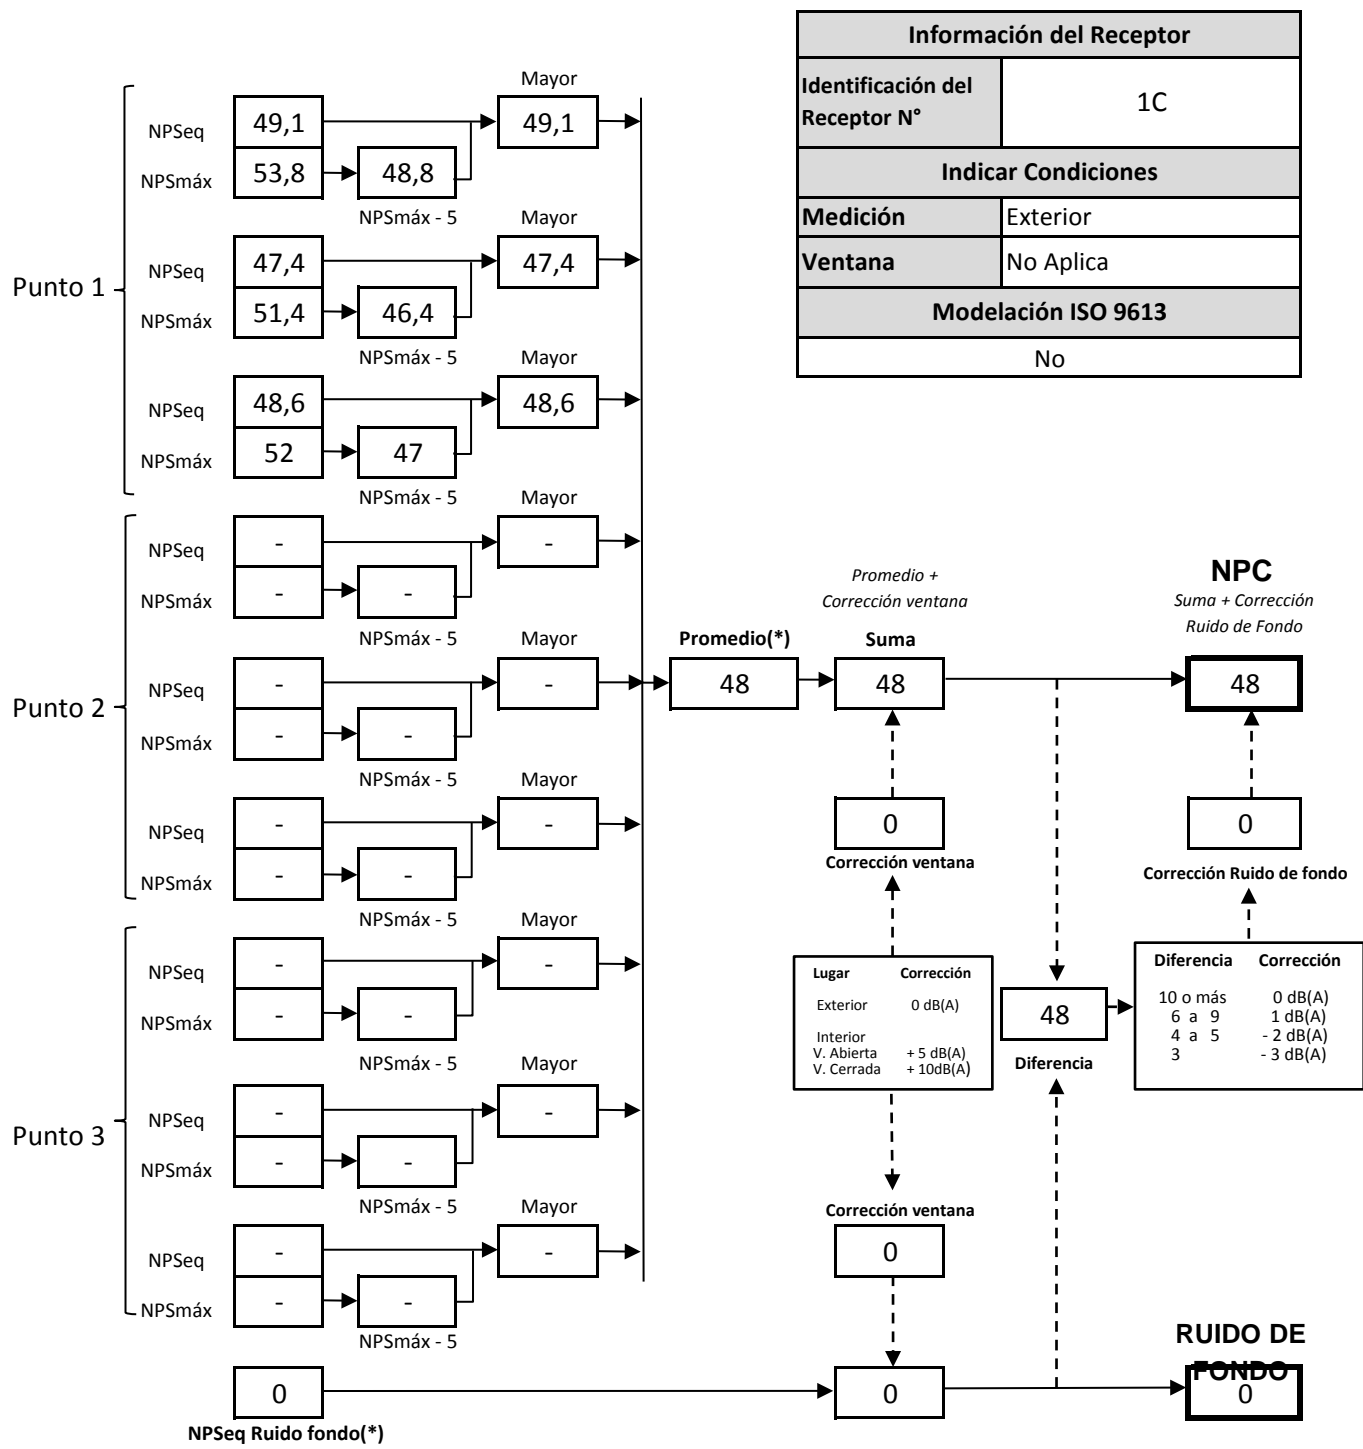 Información del Receptor
Identificación del
Receptor N°
1C
Indicar Condiciones
Medición
Exterior
Ventana
No Aplica
Modelación ISO 9613
No
Punto 1
Mayor
NPSeq
49,1
49,1
NPSmáx
53,8
48,8
NPSmáx - 5
Mayor
NPSeq
47,4
47,4
NPSmáx
51,4
46,4
NPSmáx - 5
Mayor
NPSeq
48,6
48,6
NPSmáx
52
47
NPSmáx - 5
Punto 2
Mayor
NPSeq
-
-
NPSmáx
-
-
NPSmáx - 5
Mayor
NPSeq
-
-
NPSmáx
-
-
NPSmáx - 5
Mayor
NPSeq
-
-
NPSmáx
-
-
NPSmáx - 5
Punto 3
Mayor
NPSeq
-
-
NPSmáx
-
-
NPSmáx - 5
Mayor
NPSeq
-
-
NPSmáx
-
-
NPSmáx - 5
Mayor
NPSeq
-
-
NPSmáx
-
-
NPSmáx - 5
0
NPSeq Ruido fondo(*)
Promedio(*)
48
Promedio +
Corrección ventana
Suma
48
0
Corrección ventana
Lugar Corrección
Exterior 0 dB(A)
Interior
V. Abierta + 5 dB(A)
V. Cerrada + 10dB(A)
Corrección ventana
0
0
48
Diferencia
NPC
Suma + Corrección
Ruido de Fondo
48
0
Corrección Ruido de fondo
Diferencia Corrección
10 o más 0 dB(A)
6 a 9 1 dB(A)
4 a 5 - 2 dB(A)
3 - 3 dB(A)
RUIDO DE
FONDO
0